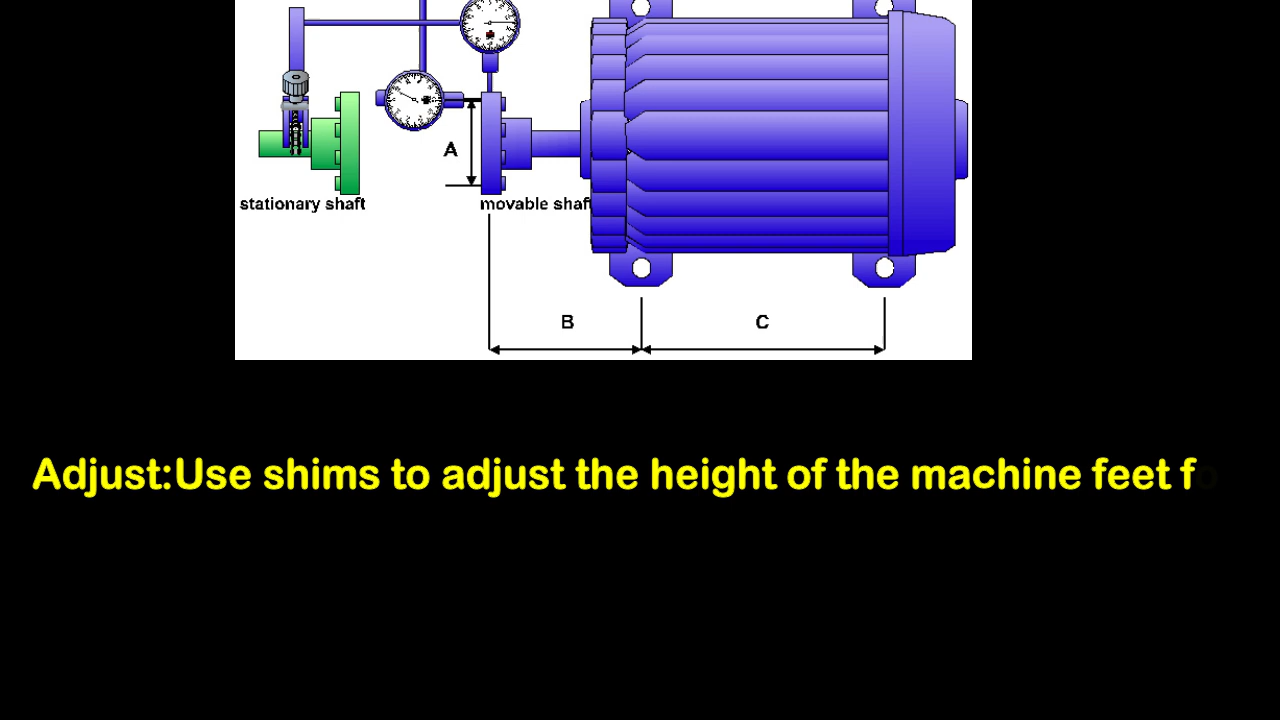 A
stationary shaft
movable shaf
B
C
Adjust:Use shims to adjust the height of the machine feet f